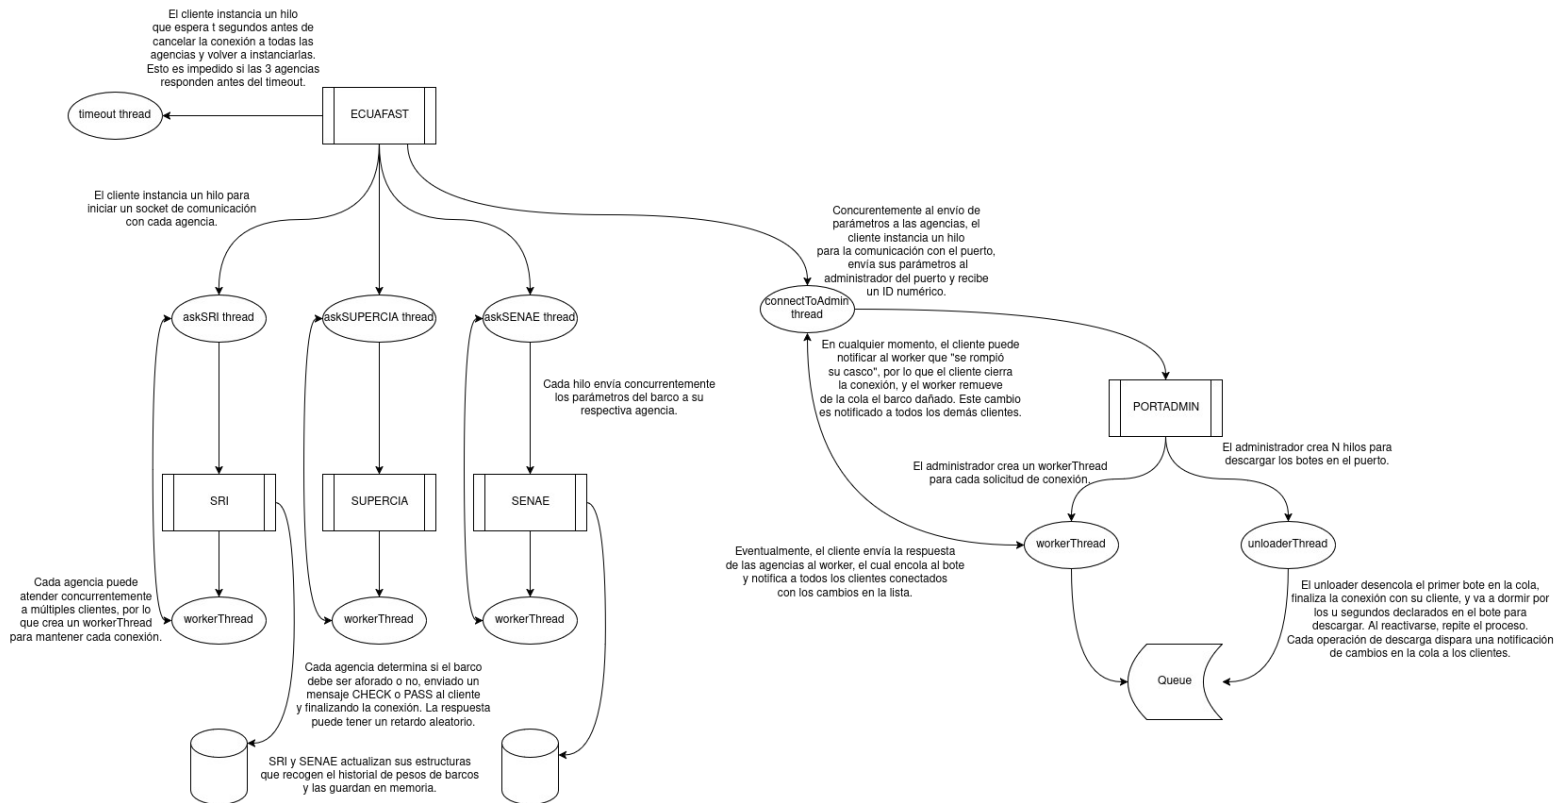 El cliente instancia un hilo
que espera t segundos antes de
cancelar la conexión a todas las
agencias y volver a instanciarlas.
Esto es impedido si las 3 agencias
responden antes del timeout.
timeout thread
ECUAFAST
El cliente instancia un hilo para
iniciar un socket de comunicación
con cada agencia.
Concurentemente al envío de
parámetros a las agencias, el
cliente instancia un hilo
para la comunicación con el puerto,
envía sus parámetros al
administrador del puerto y recibe
un ID numérico.
askSRI thread
askSUPERCIA thread
askSENAE thread
connectToAdmin
thread
En cualquier momento, el cliente puede
notificar al worker que "se rompió
su casco", por lo que el cliente cierra
la conexión, y el worker remueve
de la cola el barco dañado. Este cambio
es notificado a todos los demás clientes.
Cada hilo envía concurrentemente
los parámetros del barco a su
respectiva agencia.
PORTADMIN
El administrador crea N hilos para
descargar los botes en el puerto.
El administrador crea un workerThread
para cada solicitud de conexión.
SRI
SUPERCIA
SENAE
workerThread
unloaderThread
Eventualmente, el cliente envía la respuesta
de las agencias al worker, el cual encola al bote
y notifica a todos los clientes conectados
con los cambios en la lista.
Cada agencia puede
atender concurrentemente
a múltiples clientes, por lo
que crea un workerThread
para mantener cada conexión.
workerThread
workerThread
workerThread
El unloader desencola el primer bote en la cola,
finaliza la conexión con su cliente, y va a dormir por
los u segundos declarados en el bote para
descargar. Al reactivarse, repite el proceso.
Cada operación de descarga dispara una notificación
de cambios en la cola a los clientes.
Cada agencia determina si el barco
debe ser aforado o no, enviado un
mensaje CHECK o PASS al cliente
y finalizando la conexión. La respuesta
puede tener un retardo aleatorio.
Queue
SRI y SENAE actualizan sus estructuras
que recogen el historial de pesos de barcos
y las guardan en memoria.